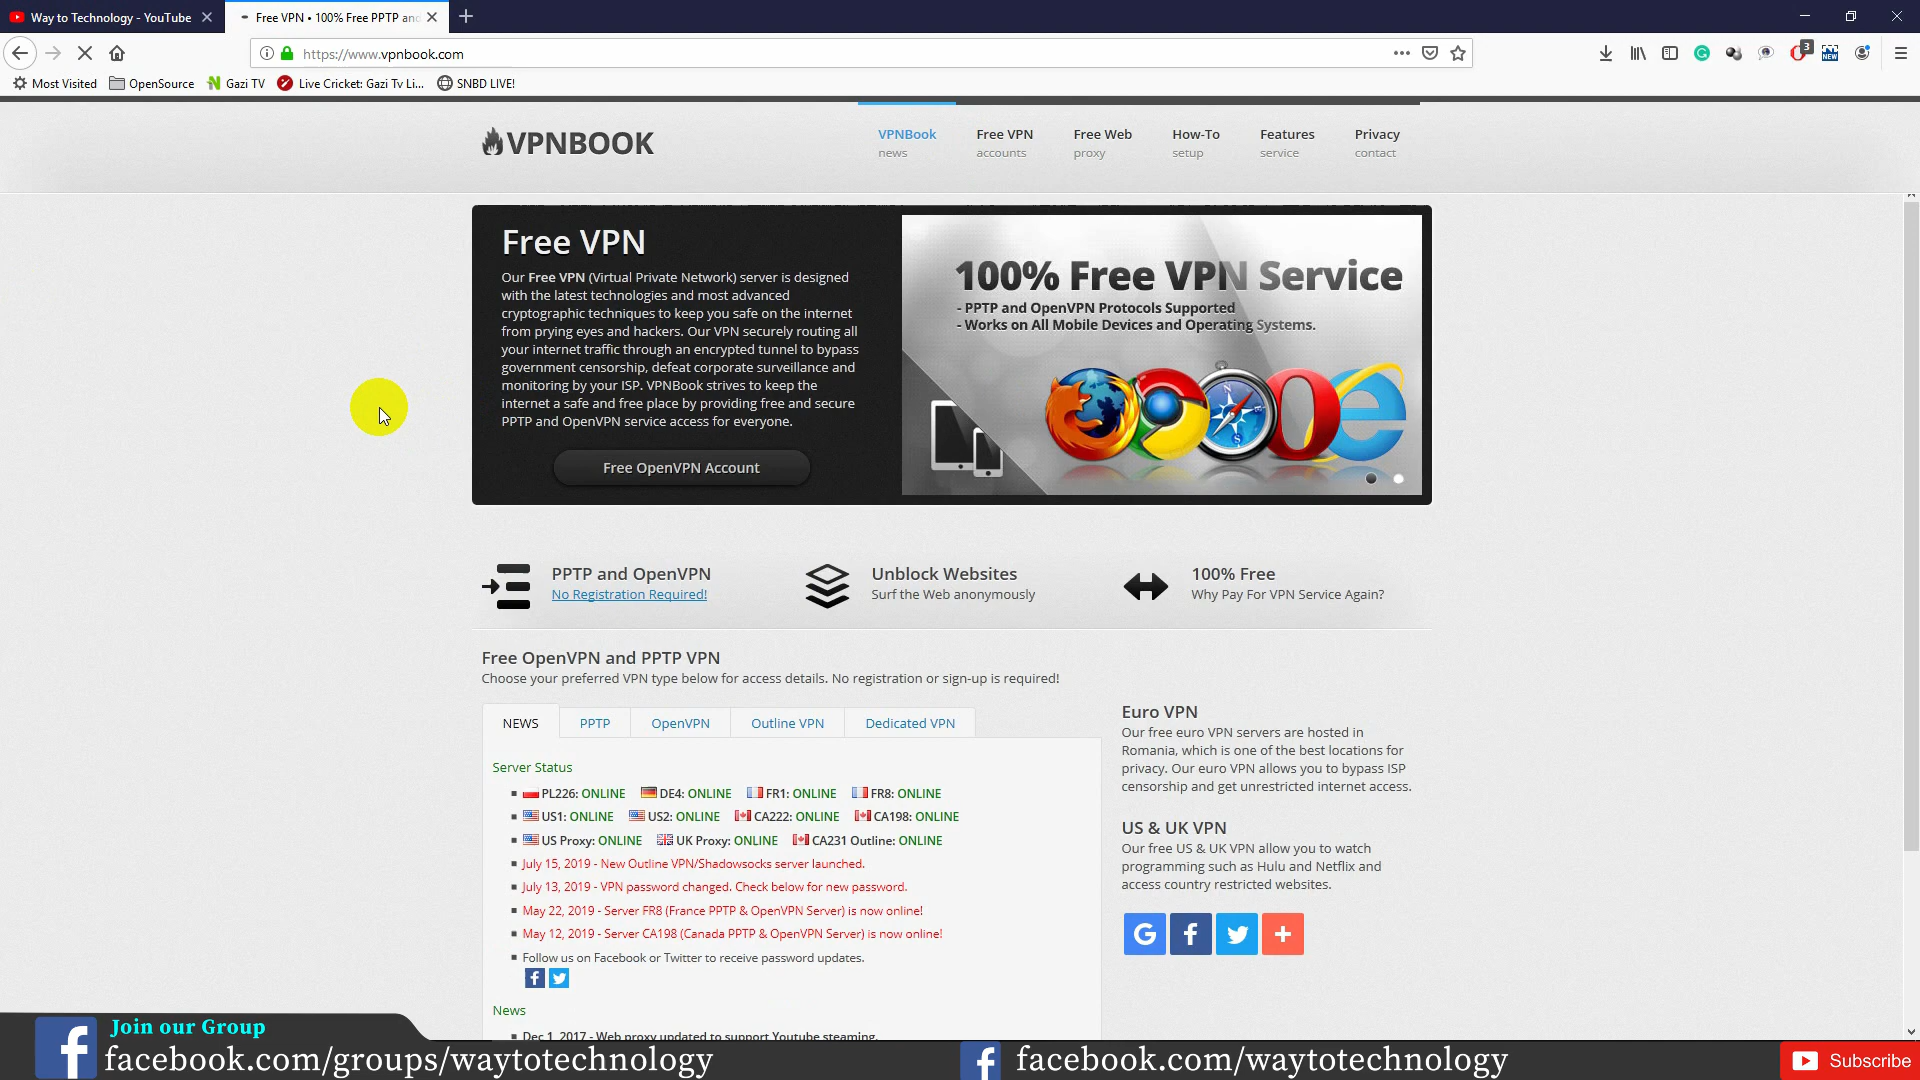 Way to Technology - YouTube
Free VPN • 100% Free PPTP and
https://www.vpnbook.com
3
NEW
Most Visited
OpenSource
Gazi TV
Live Cricket: Gazi Tv Li...
SNBD LIVE!
VPNBOOK
VPNBook
news
Free VPN
accounts
Free Web
proxy
How-To
setup
Features
service
Privacy
contact
Free VPN
Our Free VPN (Virtual Private Network) server is designed
with the latest technologies and most advanced
cryptographic techniques to keep you safe on the internet
from prying eyes and hackers. Our VPN securely routing all
your internet traffic through an encrypted tunnel to bypass
government censorship, defeat corporate surveillance and
monitoring by your ISP. VPNBook strives to keep the
internet a safe and free place by providing free and secure
PPTP and OpenVPN service access for everyone.
Free OpenVPN Account
100% Free VPN Service
- PPTP and OpenVPN Protocols Supported
- Works on All Mobile Devices and Operating Systems.
PPTP and OpenVPN
No Registration Required!
Unblock Websites
Surf the Web anonymously
100% Free
Why Pay For VPN Service Again?
Free OpenVPN and PPTP VPN
Choose your preferred VPN type below for access details. No registration or sign-up is required!
NEWS
PPTP
OpenVPN
Outline VPN
Dedicated VPN
Server Status
PL226: ONLINE DE4: ONLINE FR1: ONLINE FR8: ONLINE
US1: ONLINE US2: ONLINE CA222: ONLINE CA198: ONLINE
US Proxy: ONLINE UK Proxy: ONLINE CA231 Outline: ONLINE
July 15, 2019 - New Outline VPN/Shadowsocks server launched.
July 13, 2019 - VPN password changed. Check below for new password.
May 22, 2019 - Server FR8 (France PPTP & OpenVPN Server) is now online!
May 12, 2019 - Server CA198 (Canada PPTP & OpenVPN Server) is now online!
Follow us on Facebook or Twitter to receive password updates.
News
Dec 1, 2017 - Web proxy updated to support Youtube steaming.
Euro VPN
Our free euro VPN servers are hosted in
Romania, which is one of the best locations for
privacy. Our euro VPN allows you to bypass ISP
censorship and get unrestricted internet access.
US & UK VPN
Our free US & UK VPN allow you to watch
programming such as Hulu and Netflix and
access country restricted websites.
Join our Group
facebook.com/groups/waytotechnology
facebook.com/waytotechnology
Subscribe